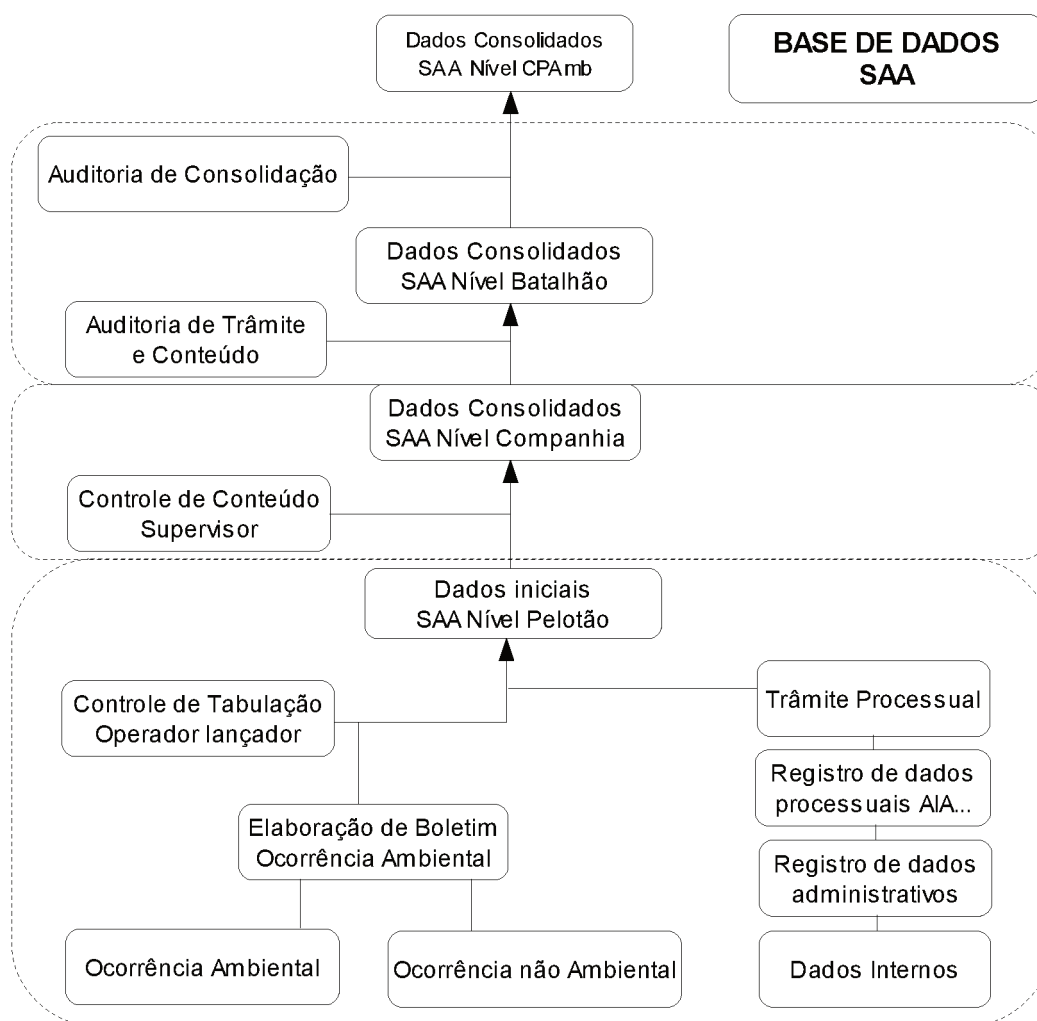 Dados Consolidados
SAA Nível CPAmb
BASE DE DADOS
SAA
Auditoria de Consolidação
Dados Consolidados
SAA Nível Batalhão
Auditoria de Trâmite
e Conteúdo
Dados Consolidados
SAA Nível Companhia
Controle de Conteúdo
Supervisor
Dados iniciais
SAA Nível Pelotão
Controle de Tabulação
Operador lançador
Trâmite Processual
Registro de dados
processuais AIA...
Elaboração de Boletim
Ocorrência Ambiental
Registro de dados
administrativos
Ocorrência Ambiental
Ocorrência não Ambiental
Dados Internos